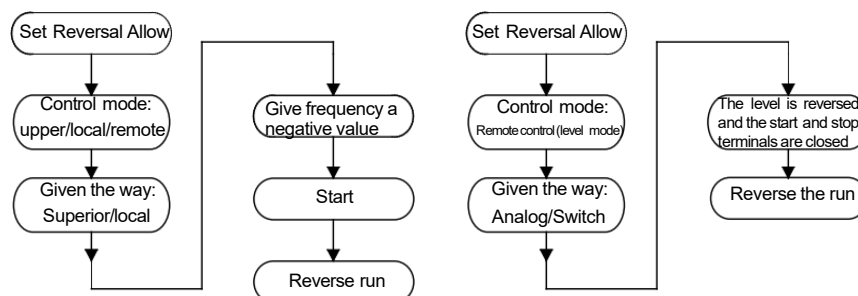 Set Reversal Allow
Control mode:
upper/local/remote
Given the way:
Superior/local
Give frequency a
negative value
Start
Reverse run
Set Reversal Allow
Control mode:
Remote control (level mode)
Given the way:
Analog/Switch
The level is reversed
and the start and stop
terminals are closed
Reverse the run